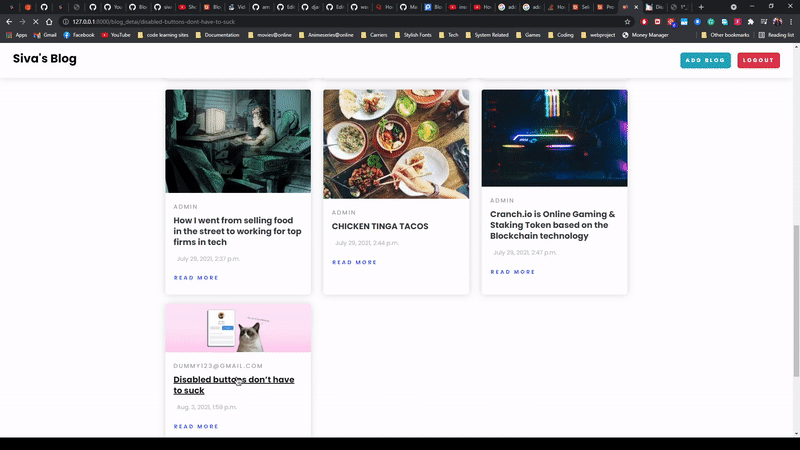 127.0.0.1:8000/blog_detai/disabled-buttons-dont-have-to-suck
Apps
Gmail
Facebook
YouTube
code learning sites
Documentation
movies@online
Animeseries@online
Carriers
Stylish Fonts
Tech
System Related
Games
Coding
webproject
Money Manager
Other bookmarks
Reading list
Siva's Blog
ADD BLOG
LOGOUT
ADMIN
How I went from selling food
in the street to working for top
firms in tech
July 29, 2021, 2:27 p.m.
READ MORE
ADMIN
CHICKEN TINGA TACOS
July 29, 2021, 2:44 p.m.
READ MORE
ADMIN
Cranch.io is Online Gaming &
Staking Token based on the
Blockchain technology
July 29, 2021, 2:47 p.m.
READ MORE
DUMMY123@GMAIL.COM
Disabled buttons don't have
to suck
Aug. 3, 2021, 1:59 p.m.
READ MORE